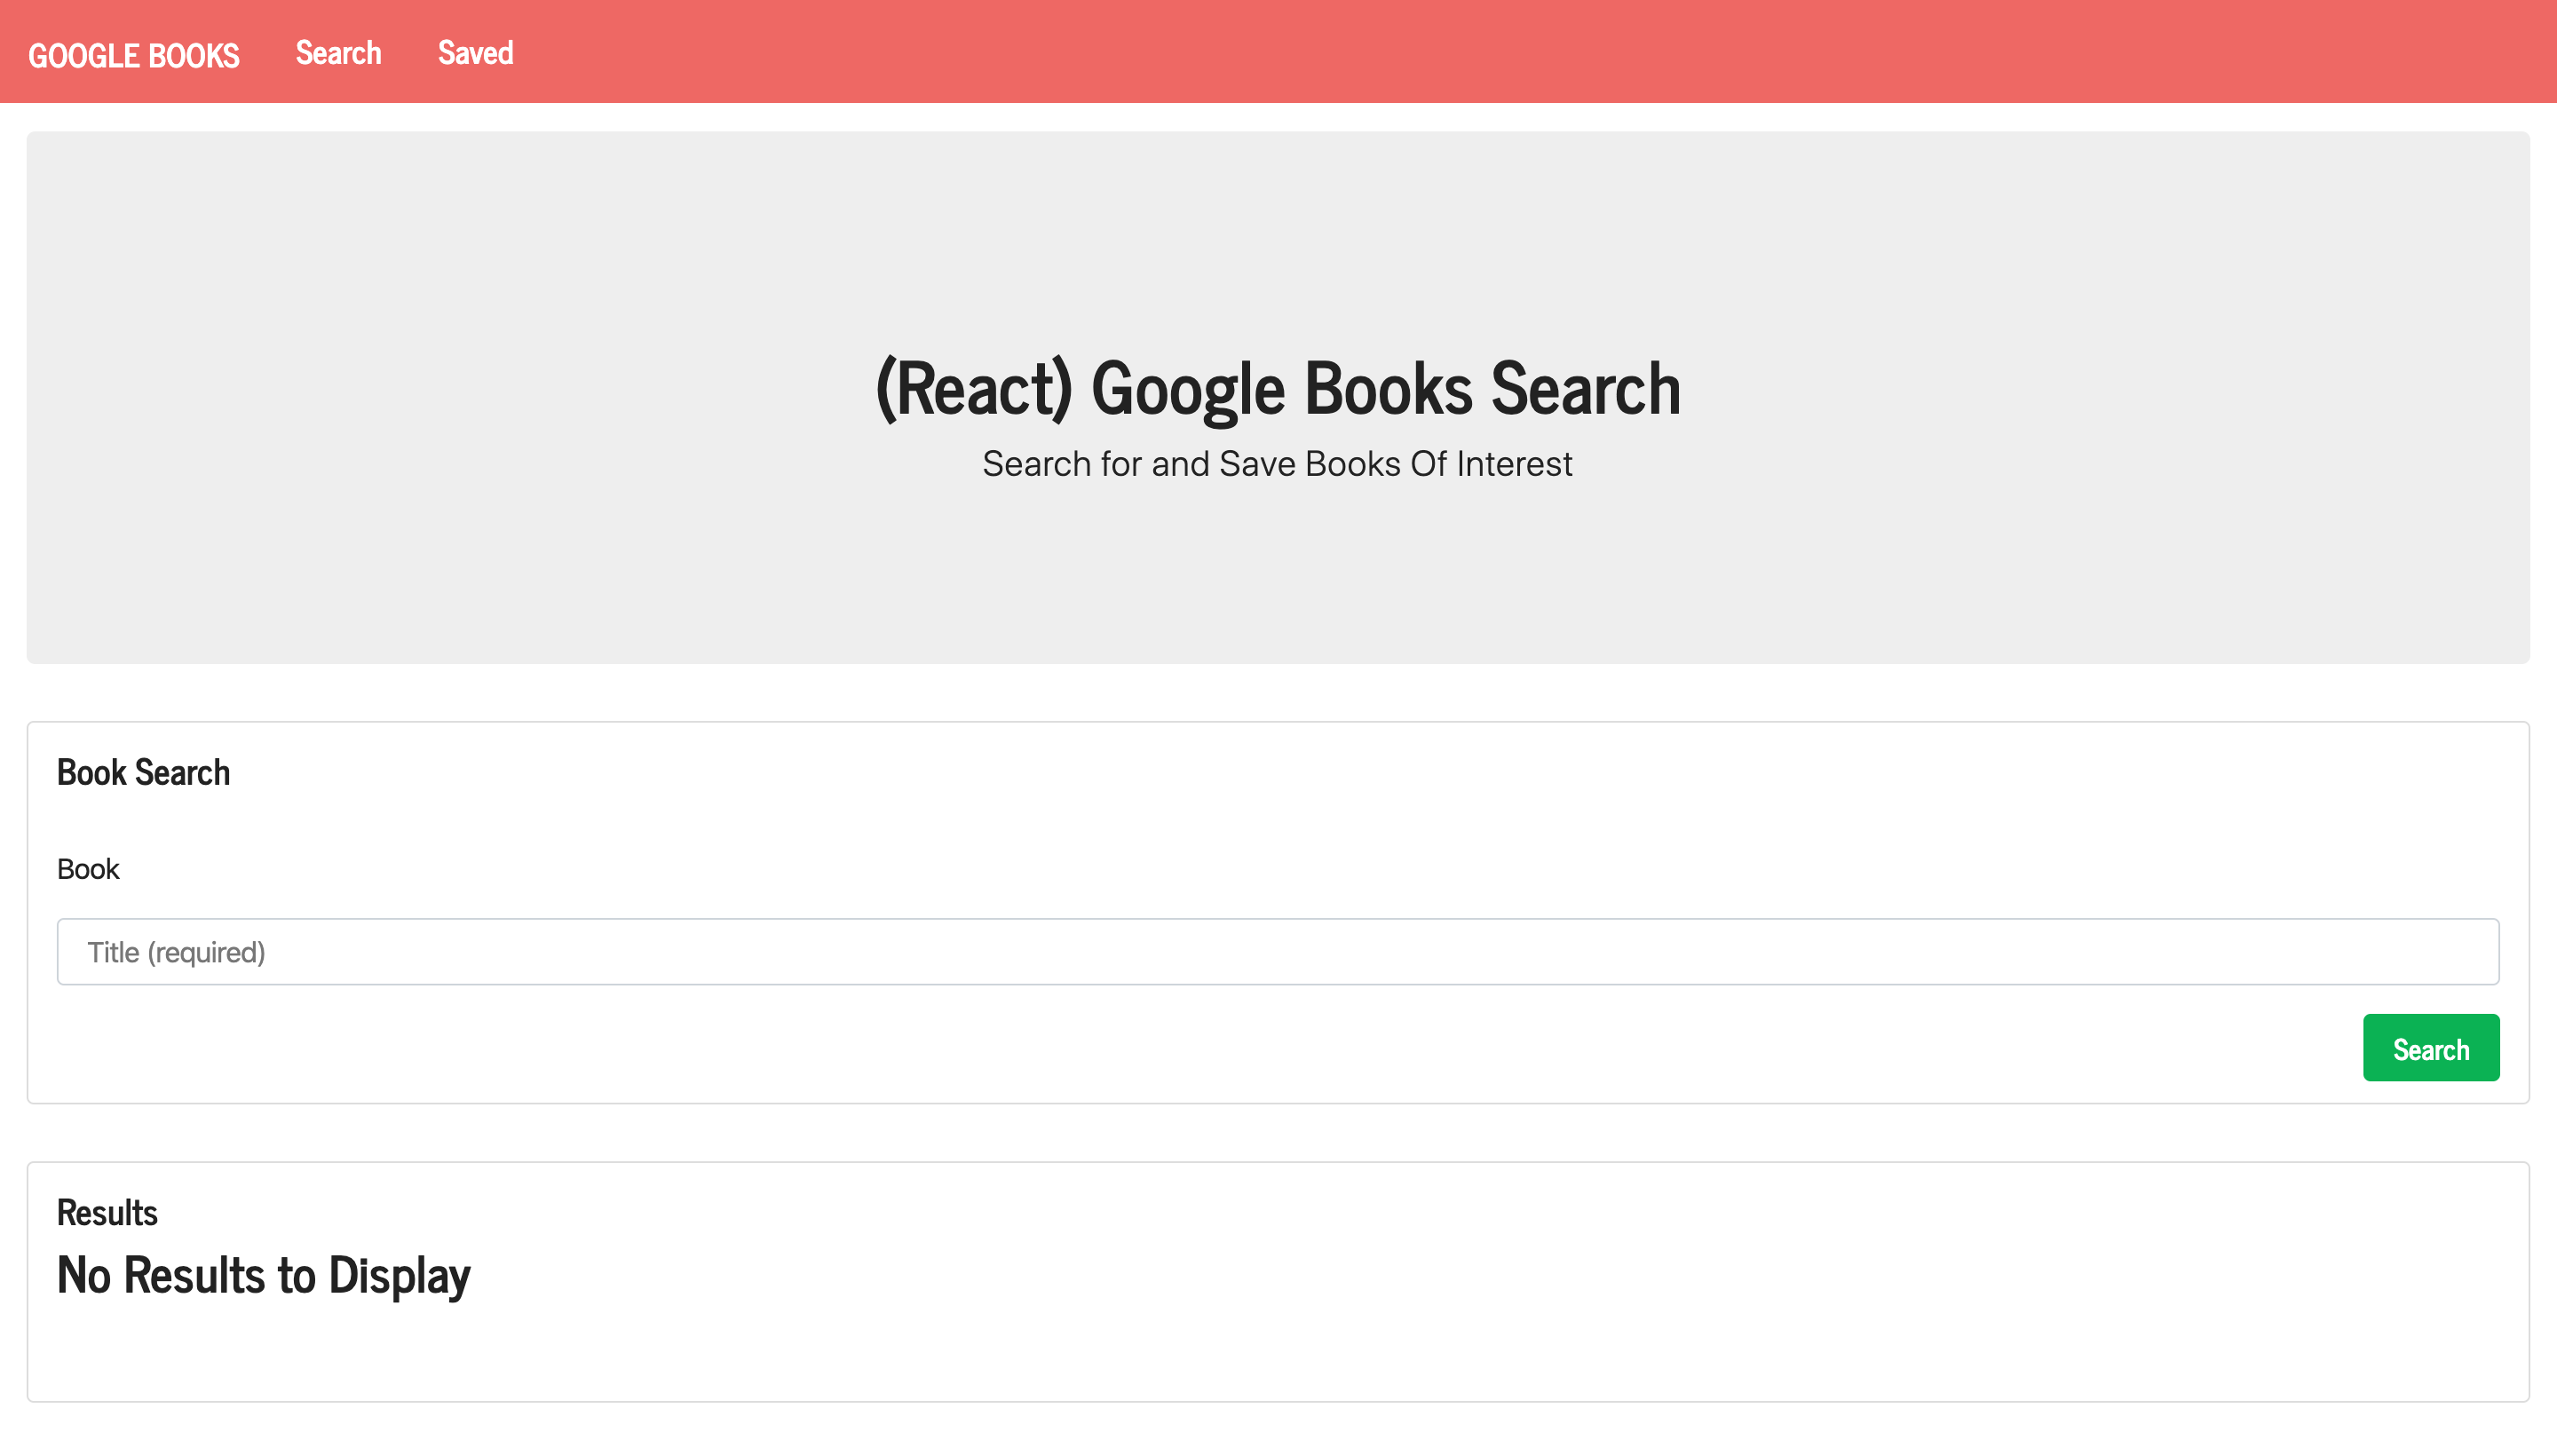 GOOGLE BOOKS Search Saved
(React) Google Books Search
Search for and Save Books Of Interest
Book Search
Book
Title (required)
Search
Results
No Results to Display